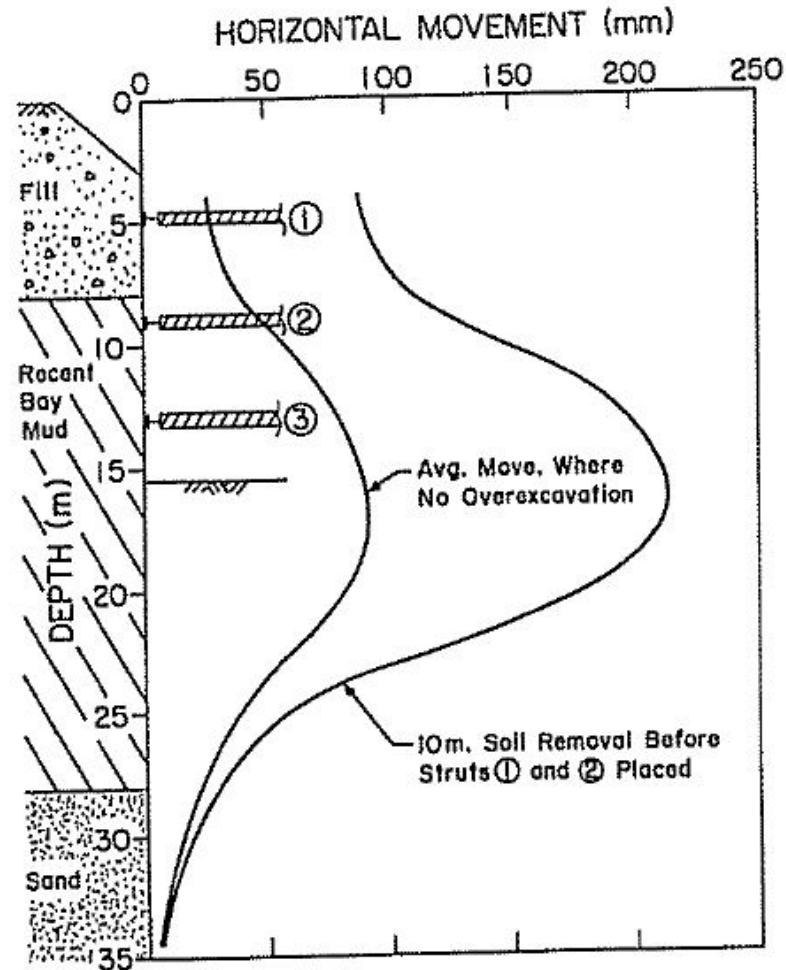 HORIZONTAL MOVEMENT (mm)
0 50 100 150 200 250
0
Fill
5
①
②
10
Recent
Bay
Mud
③
15
Avg. Move. Where
No Overexcavation
DEPTH (m)
20
25
10m. Soil Removal Before
Struts ① and ② Placed
30
Sand
35